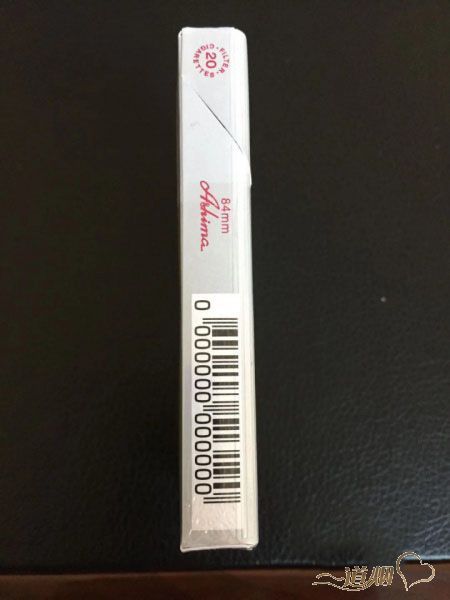 FILTER · CIGARETTES ·
20
84mm
Ashima
0 000000 000000